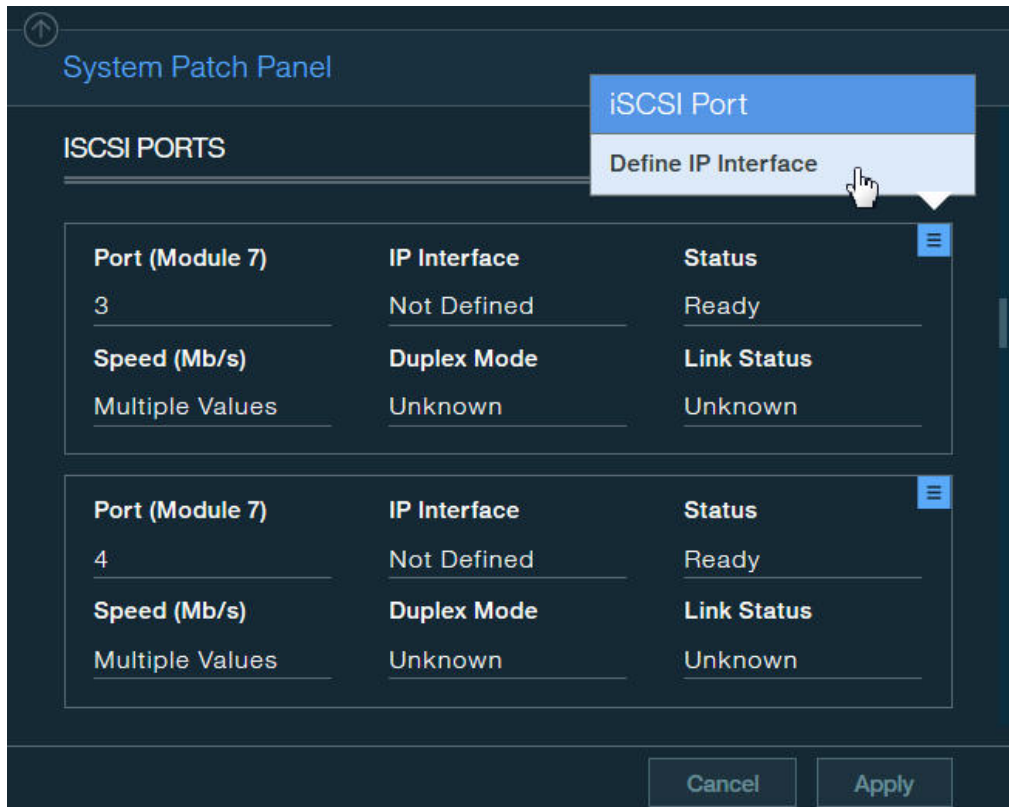 System Patch Panel
iSCSI Port
Define IP Interface
ISCSI PORTS
Port (Module 7) IP Interface Status
3 Not Defined Ready
Speed (Mb/s) Duplex Mode Link Status
Multiple Values Unknown Unknown
Port (Module 7) IP Interface Status
4 Not Defined Ready
Speed (Mb/s) Duplex Mode Link Status
Multiple Values Unknown Unknown
Cancel Apply